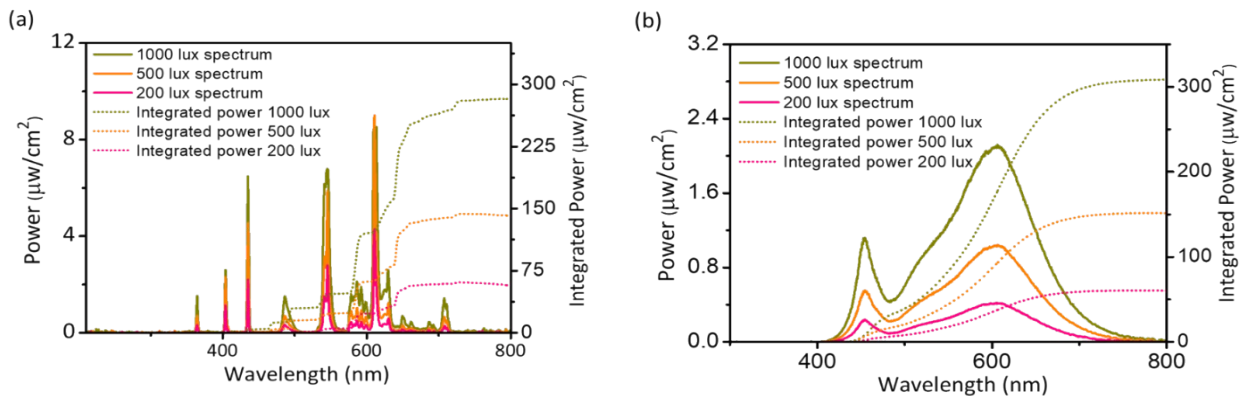 (a)
12
8
4
0
Power (μw/cm²)
1000 lux spectrum
500 lux spectrum
200 lux spectrum
Integrated power 1000 lux
Integrated power 500 lux
Integrated power 200 lux
300
225
150
75
0
Integrated Power (μw/cm²)
400
600
800
Wavelength (nm)
(b)
3.2
2.4
1.6
0.8
0.0
Power (μw/cm²)
1000 lux spectrum
500 lux spectrum
200 lux spectrum
Integrated power 1000 lux
Integrated power 500 lux
Integrated power 200 lux
300
200
100
0
Integrated Power (μw/cm²)
400
600
800
Wavelength (nm)